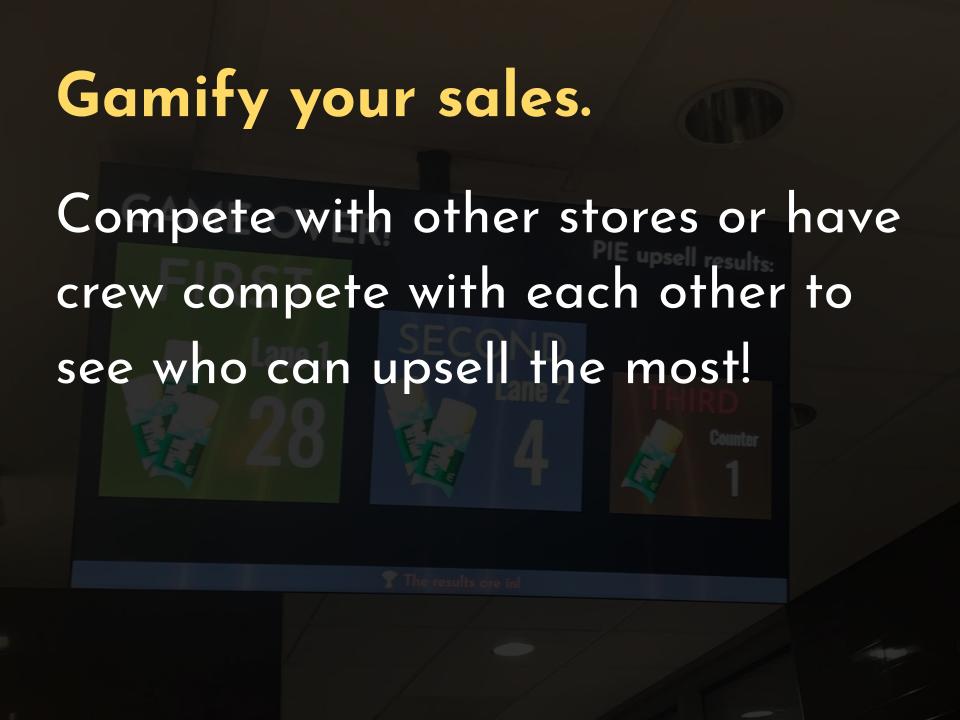 Gamify your sales.
Compete with other stores or have
crew compete with each other to
see who can upsell the most!
GAME OVER!
PIE upsell results:
FIRST
Lane 1
28
SECOND
Lane 2
4
THIRD
Counter
1
The results are in!